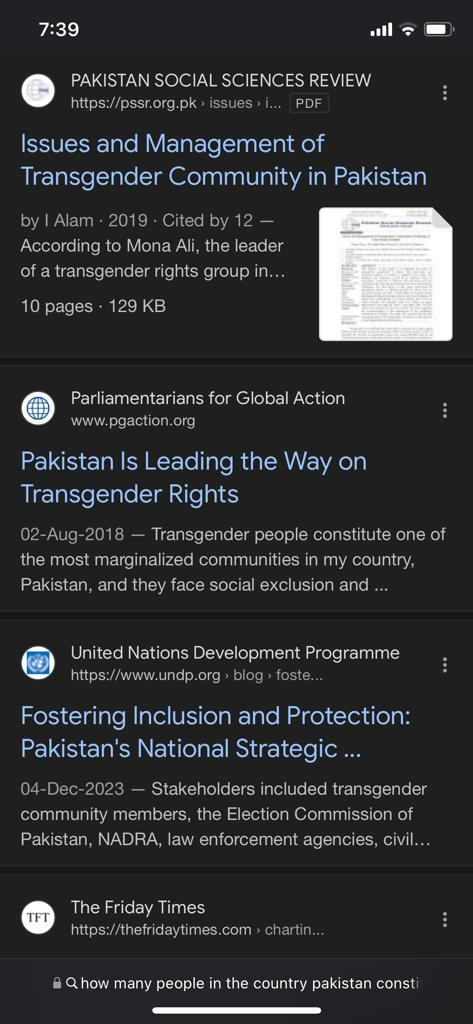 7:39
PAKISTAN SOCIAL SCIENCES REVIEW
https://pssr.org.pk › issues › i... PDF
Issues and Management of
Transgender Community in Pakistan
by I Alam · 2019 · Cited by 12 —
According to Mona Ali, the leader
of a transgender rights group in...
10 pages · 129 KB
Parliamentarians for Global Action
www.pgaction.org
Pakistan Is Leading the Way on
Transgender Rights
02-Aug-2018 — Transgender people constitute one of
the most marginalized communities in my country,
Pakistan, and they face social exclusion and ...
United Nations Development Programme
https://www.undp.org › blog › foste...
Fostering Inclusion and Protection:
Pakistan's National Strategic ...
04-Dec-2023 — Stakeholders included transgender
community members, the Election Commission of
Pakistan, NADRA, law enforcement agencies, civil...
TFT
The Friday Times
https://thefridaytimes.com › chartin...
how many people in the country pakistan consti